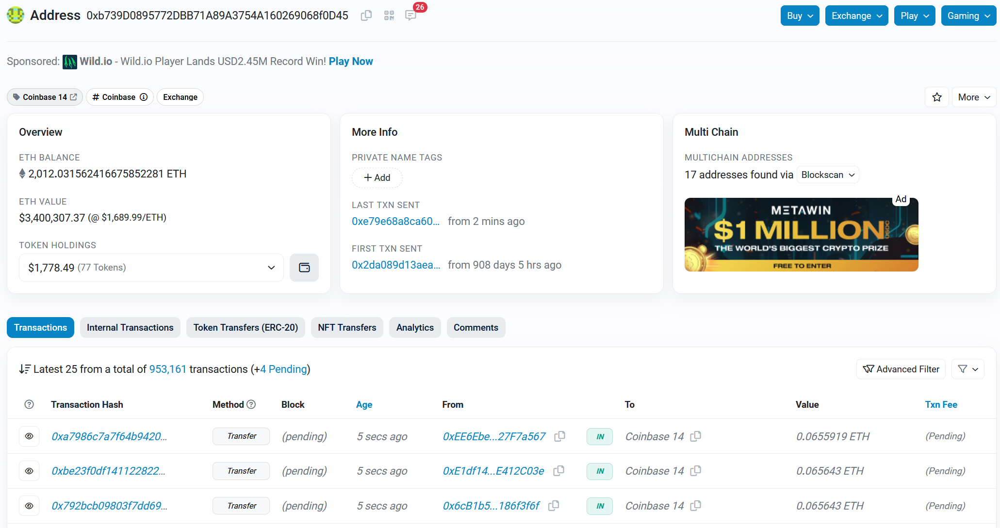 Address 0xb739D0895772DBB71A89A3754A160269068f0D45 26 Buy Exchange Play Gaming
Sponsored: Wild.io - Wild.io Player Lands USD2.45M Record Win! Play Now
Coinbase 14 # Coinbase Exchange More
Overview
ETH BALANCE
2,012.031562416675852281 ETH
ETH VALUE
$3,400,307.37 (@ $1,689.99/ETH)
TOKEN HOLDINGS
$1,778.49 (77 Tokens)
More Info
PRIVATE NAME TAGS
+ Add
LAST TXN SENT
0xe79e68a8ca60... from 2 mins ago
FIRST TXN SENT
0x2da089d13aea... from 908 days 5 hrs ago
Multi Chain
MULTICHAIN ADDRESSES
17 addresses found via Blockscan
Ad
METAWIN
$1 MILLION USDC
THE WORLD'S BIGGEST CRYPTO PRIZE
FREE TO ENTER
Transactions Internal Transactions Token Transfers (ERC-20) NFT Transfers Analytics Comments
Latest 25 from a total of 953,161 transactions (+4 Pending) Advanced Filter
Transaction Hash Method Block Age From To Value Txn Fee
0xa7986c7a7f64b9420... Transfer (pending) 5 secs ago 0xEE6Ebe...27F7a567 IN Coinbase 14 0.0655919 ETH (Pending)
0xbe23f0df141122822... Transfer (pending) 5 secs ago 0xE1df14...E412C03e IN Coinbase 14 0.065643 ETH (Pending)
0x792bcb09803f7dd69... Transfer (pending) 5 secs ago 0x6cB1b5...186f3f6f IN Coinbase 14 0.065643 ETH (Pending)